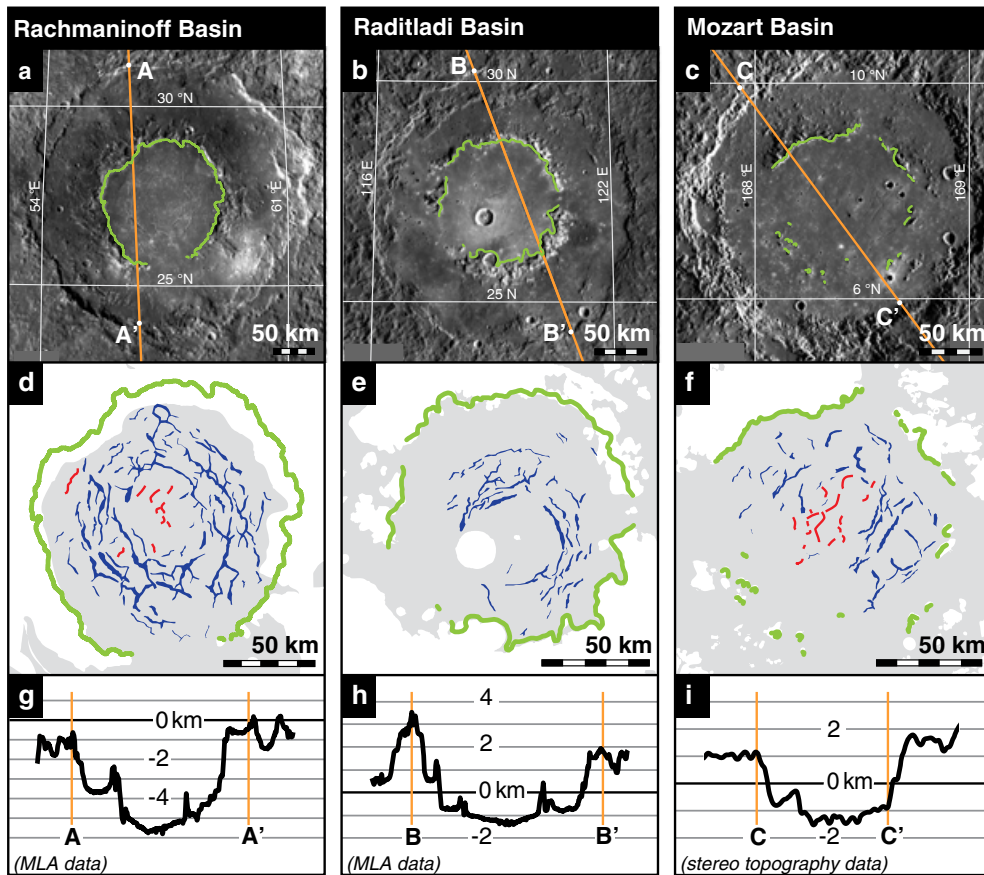 Rachmaninoff Basin
Raditladi Basin
Mozart Basin
a
A
30 °N
54 °E
61 °E
25 °N
A'
50 km
b
B
30 N
116 E
122 E
25 N
B'
50 km
c
C
10 °N
168 °E
169 °E
6 °N
C'
50 km
d
50 km
e
50 km
f
50 km
g
0 km
-2
-4
A
A'
(MLA data)
h
4
2
0 km
-2
B
B'
(MLA data)
i
2
0 km
-2
C
C'
(stereo topography data)